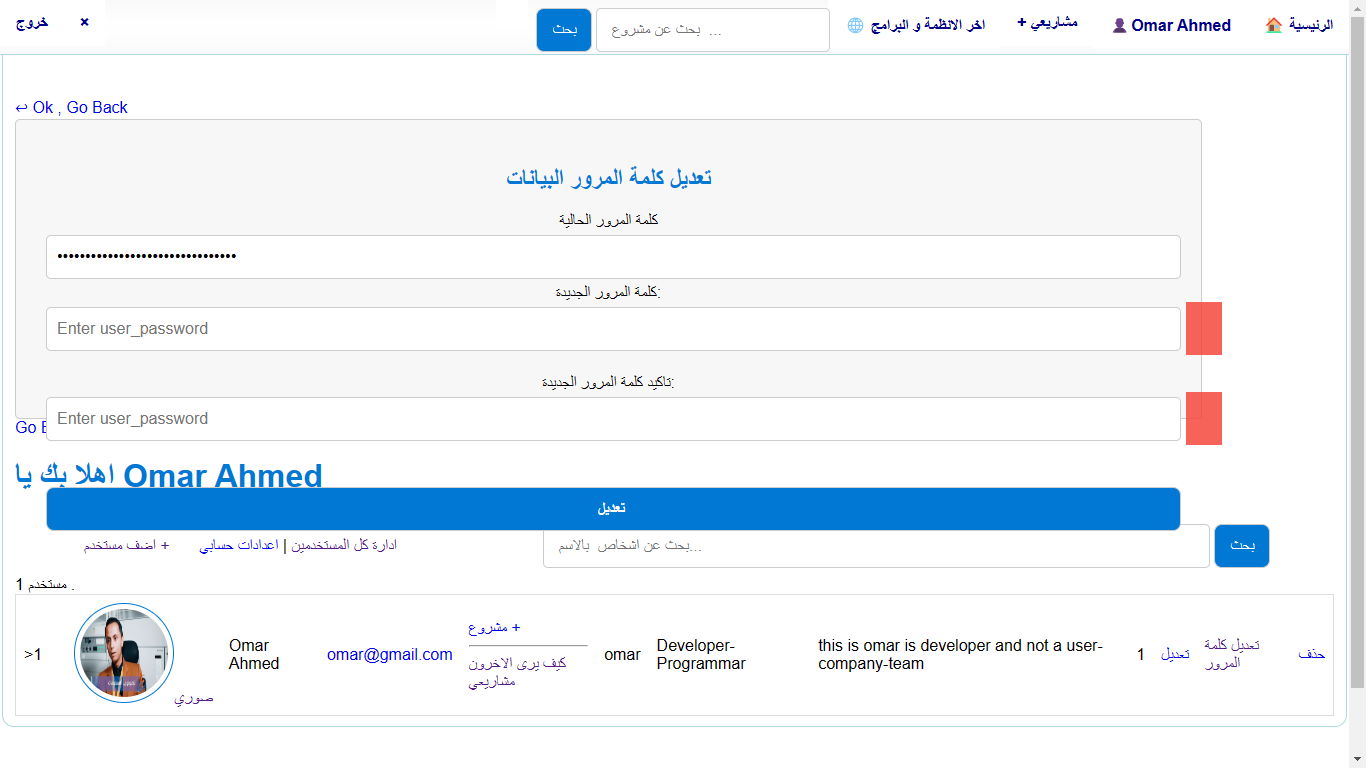 الرئيسية
Omar Ahmed
مشاريعي +
اخر الانظمة و البرامج
بحث عن مشروع ...
بحث
×
خروج
↩ Ok , Go Back
تعديل كلمة المرور البيانات
كلمة المرور الحالية
••••••••••••••••••••••••••••••••
كلمة المرور الجديدة:
Enter user_password
تاكيد كلمة المرور الجديدة:
Enter user_password
Go
اهلا بك يا Omar Ahmed
تعديل
+ اضف مستخدم
ادارة كل المستخدمين | اعدادات حسابي
بحث عن اشخاص بالاسم...
بحث
1 مستخدم .
<1
صوري
Omar
Ahmed
omar@gmail.com
+ مشروع
كيف يرى الاخرون
مشاريعي
omar
Developer-
Programmar
this is omar is developer and not a user-
company-team
1
تعديل
تعديل كلمة
المرور
حذف